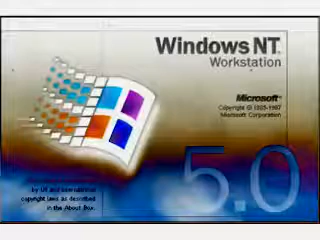 Windows NT
Workstation
Microsoft
Copyright © 1985-1997
Microsoft Corporation
5.0
by US and international
copyright laws as described
in the About Box.